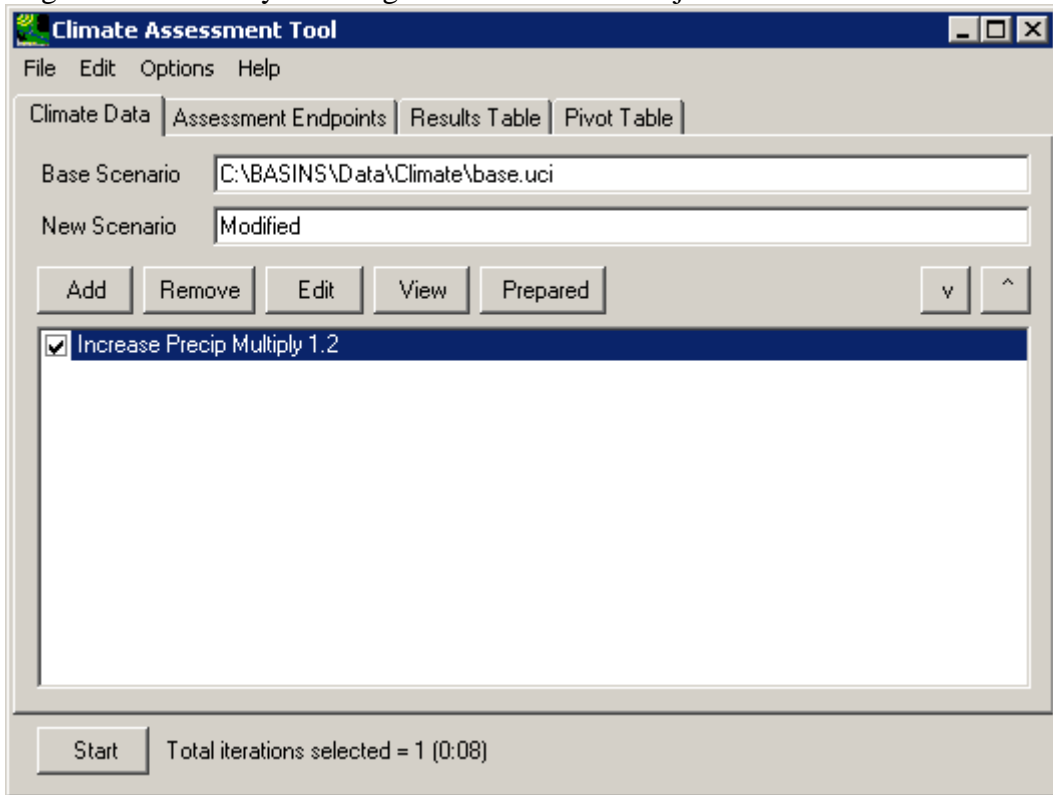 Climate Assessment Tool
File Edit Options Help
Climate Data Assessment Endpoints Results Table Pivot Table
Base Scenario C:\BASINS\Data\Climate\base.uci
New Scenario Modified
Add Remove Edit View Prepared v ^
Increase Precip Multiply 1.2
Start Total iterations selected = 1 (0:08)